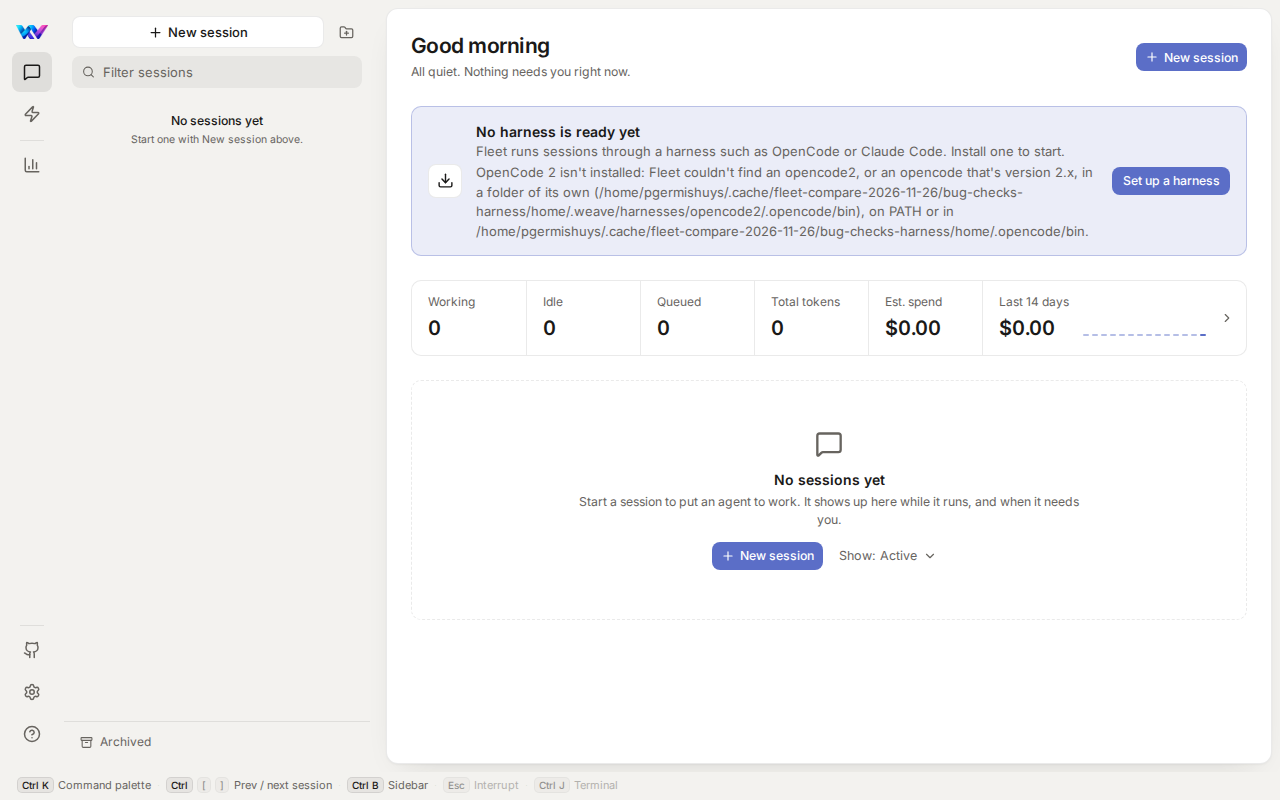 New session
Filter sessions
No sessions yet
Start one with New session above.
Archived
Good morning
All quiet. Nothing needs you right now.
New session
No harness is ready yet
Fleet runs sessions through a harness such as OpenCode or Claude Code. Install one to start.
OpenCode 2 isn't installed: Fleet couldn't find an opencode2, or an opencode that's version 2.x, in
a folder of its own (/home/pgermishuys/.cache/fleet-compare-2026-11-26/bug-checks-
harness/home/.weave/harnesses/opencode2/.opencode/bin), on PATH or in
/home/pgermishuys/.cache/fleet-compare-2026-11-26/bug-checks-harness/home/.opencode/bin.
Set up a harness
Working
0
Idle
0
Queued
0
Total tokens
0
Est. spend
$0.00
Last 14 days
$0.00
No sessions yet
Start a session to put an agent to work. It shows up here while it runs, and when it needs
you.
New session
Show: Active
Ctrl K Command palette Ctrl [ ] Prev / next session Ctrl B Sidebar Esc Interrupt Ctrl J Terminal